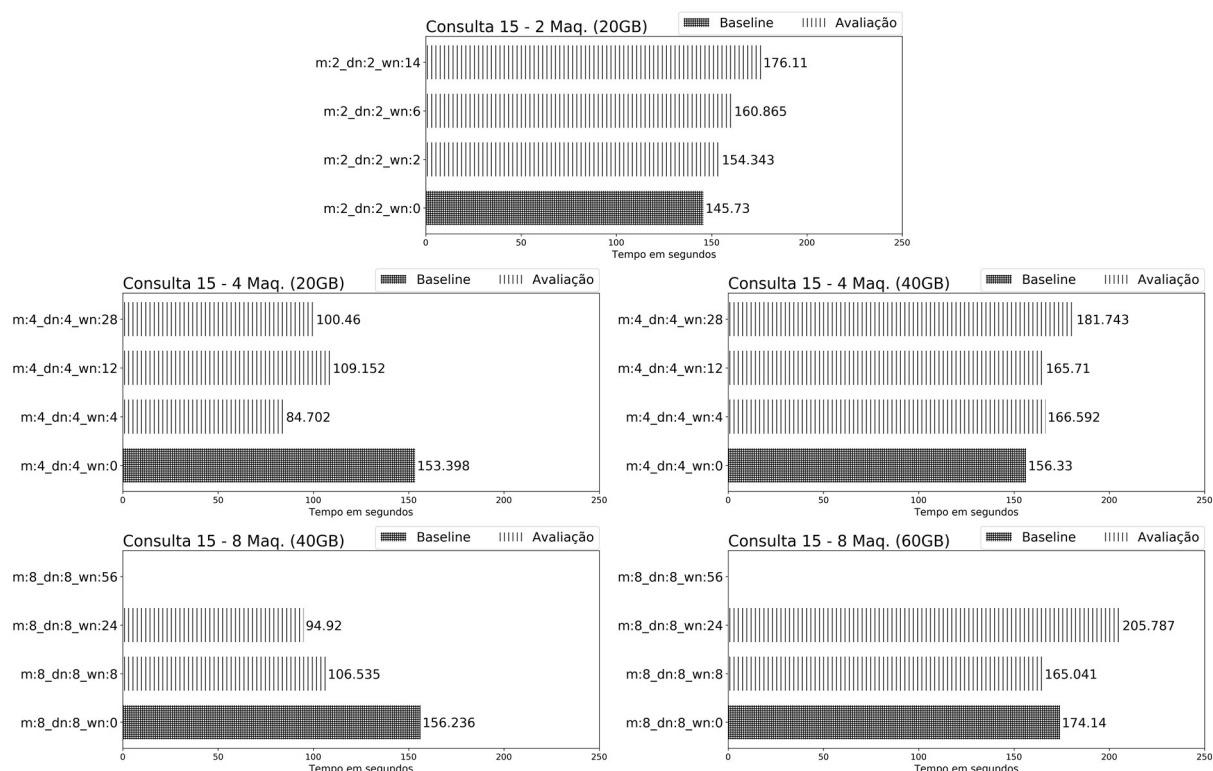 Consulta 15 - 2 Maq. (20GB) Baseline Avaliação
m:2_dn:2_wn:14 176.11
m:2_dn:2_wn:6 160.865
m:2_dn:2_wn:2 154.343
m:2_dn:2_wn:0 145.73
0 50 100 150 200 250
Tempo em segundos
Consulta 15 - 4 Maq. (20GB) Baseline Avaliação
m:4_dn:4_wn:28 100.46
m:4_dn:4_wn:12 109.152
m:4_dn:4_wn:4 84.702
m:4_dn:4_wn:0 153.398
0 50 100 150 200 250
Tempo em segundos
Consulta 15 - 4 Maq. (40GB) Baseline Avaliação
m:4_dn:4_wn:28 181.743
m:4_dn:4_wn:12 165.71
m:4_dn:4_wn:4 166.592
m:4_dn:4_wn:0 156.33
0 50 100 150 200 250
Tempo em segundos
Consulta 15 - 8 Maq. (40GB) Baseline Avaliação
m:8_dn:8_wn:56
m:8_dn:8_wn:24 94.92
m:8_dn:8_wn:8 106.535
m:8_dn:8_wn:0 156.236
0 50 100 150 200 250
Tempo em segundos
Consulta 15 - 8 Maq. (60GB) Baseline Avaliação
m:8_dn:8_wn:56
m:8_dn:8_wn:24 205.787
m:8_dn:8_wn:8 165.041
m:8_dn:8_wn:0 174.14
0 50 100 150 200 250
Tempo em segundos